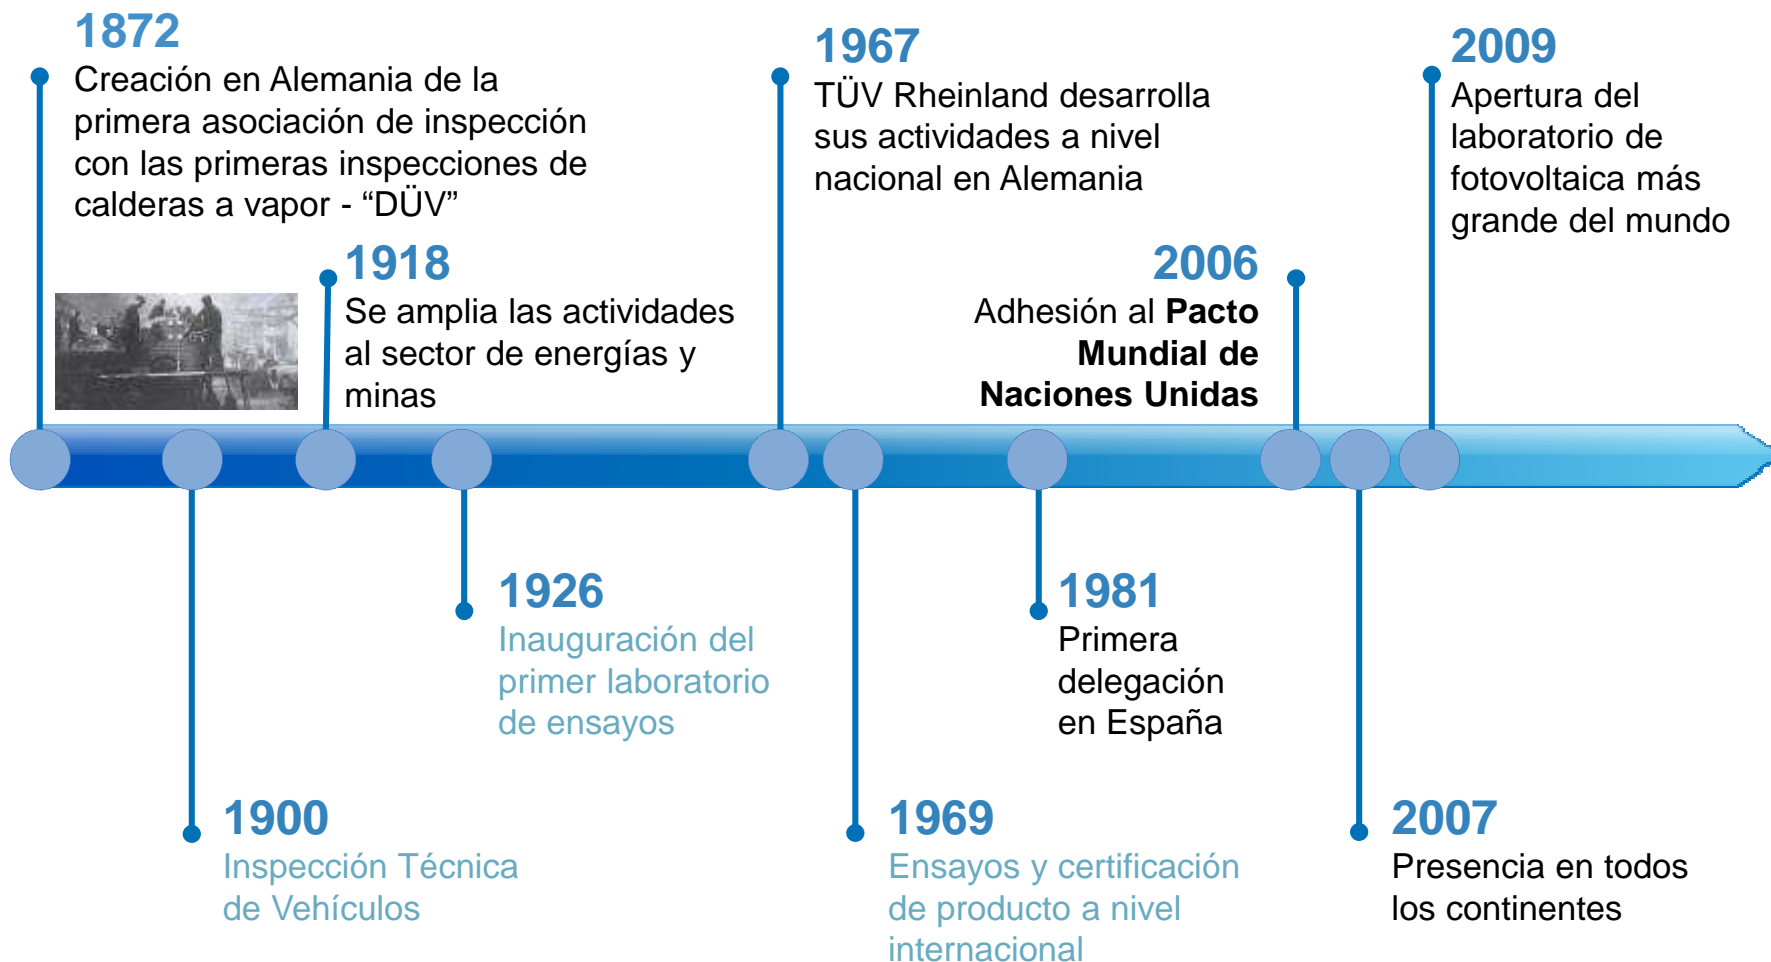 1872
Creación en Alemania de la
primera asociación de inspección
con las primeras inspecciones de
calderas a vapor - “DÜV”
1918
Se amplia las actividades
al sector de energías y
minas
1967
TÜV Rheinland desarrolla
sus actividades a nivel
nacional en Alemania
2006
Adhesión al Pacto
Mundial de
Naciones Unidas
2009
Apertura del
laboratorio de
fotovoltaica más
grande del mundo
1900
Inspección Técnica
de Vehículos
1926
Inauguración del
primer laboratorio
de ensayos
1969
Ensayos y certificación
de producto a nivel
internacional
1981
Primera
delegación
en España
2007
Presencia en todos
los continentes